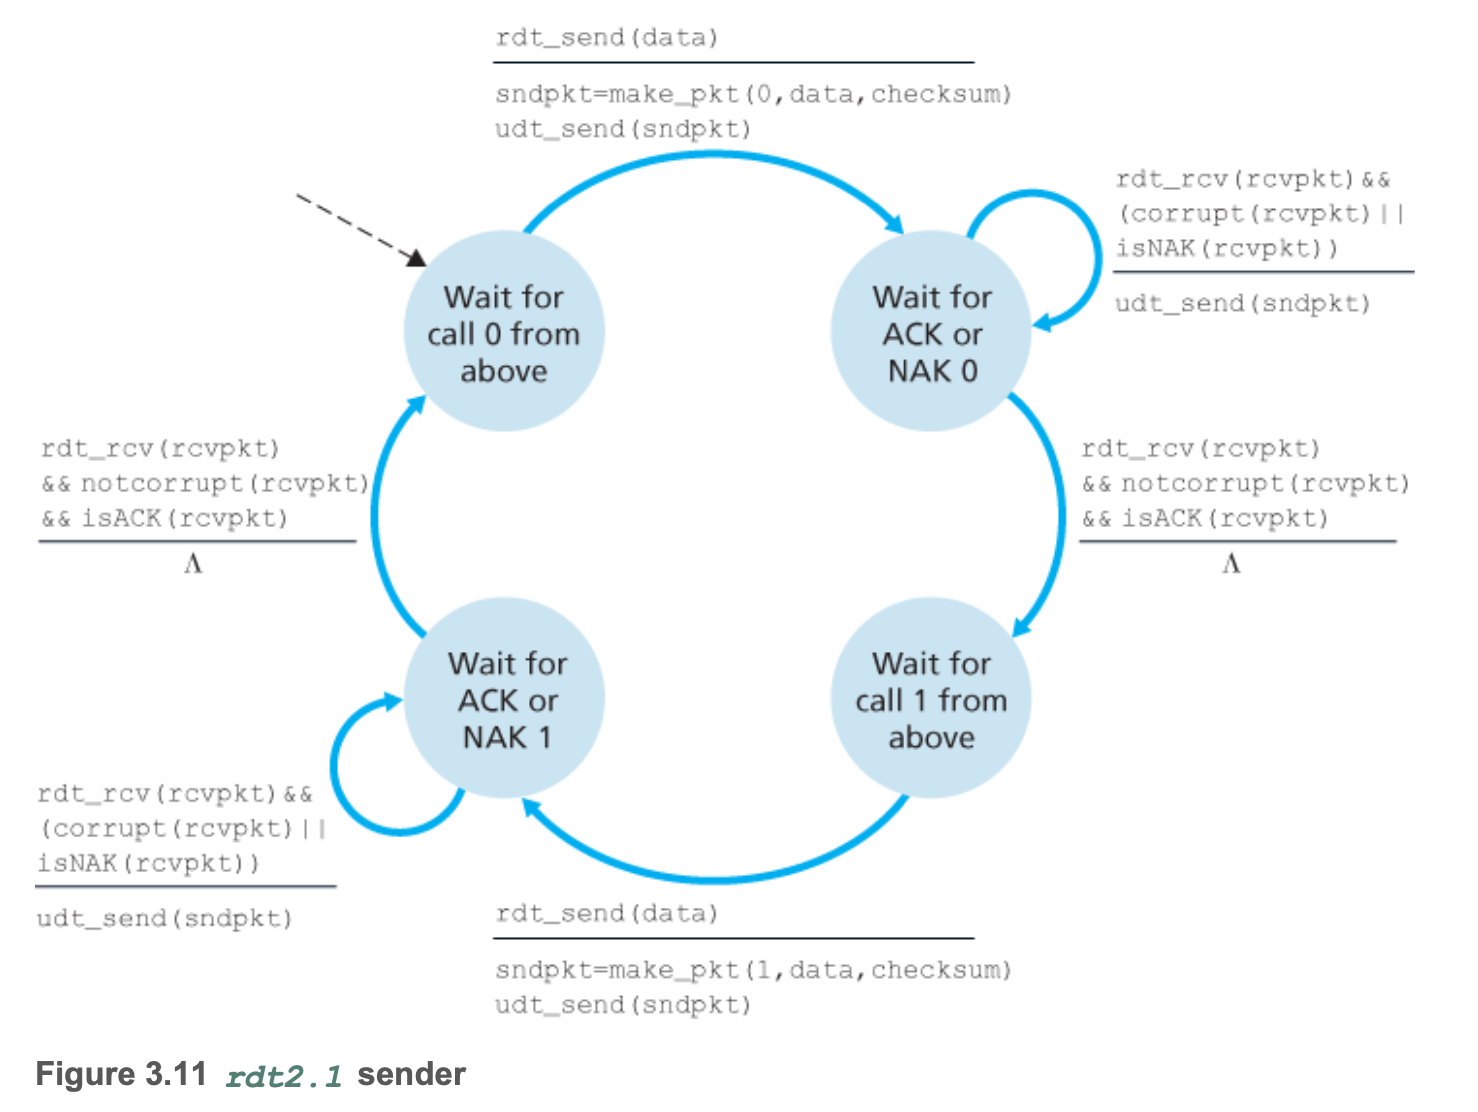 rdt_send(data)
sndpkt=make_pkt(0,data,checksum)
udt_send(sndpkt)
rdt_rcv(rcvpkt)&&
(corrupt(rcvpkt)||
isNAK(rcvpkt))
udt_send(sndpkt)
Wait for
call 0 from
above
Wait for
ACK or
NAK 0
rdt_rcv(rcvpkt)
&& notcorrupt(rcvpkt)
&& isACK(rcvpkt)
Λ
rdt_rcv(rcvpkt)
&& notcorrupt(rcvpkt)
&& isACK(rcvpkt)
Λ
Wait for
ACK or
NAK 1
Wait for
call 1 from
above
rdt_rcv(rcvpkt)&&
(corrupt(rcvpkt)||
isNAK(rcvpkt))
udt_send(sndpkt)
rdt_send(data)
sndpkt=make_pkt(1,data,checksum)
udt_send(sndpkt)
Figure 3.11 rdt2.1 sender